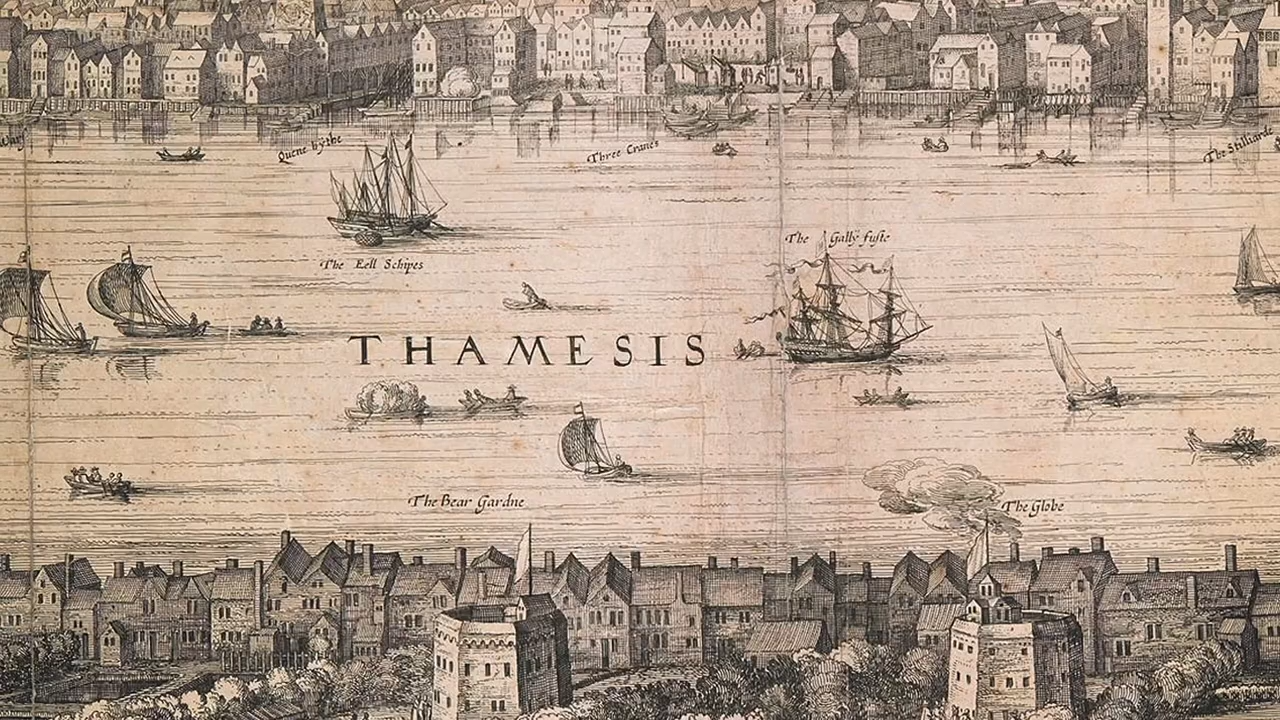 Quene hythe
Three Cranes
The Stilliarde
The Gally fuste
The Eell Schipes
THAMESIS
The Bear Gardne
The Globe